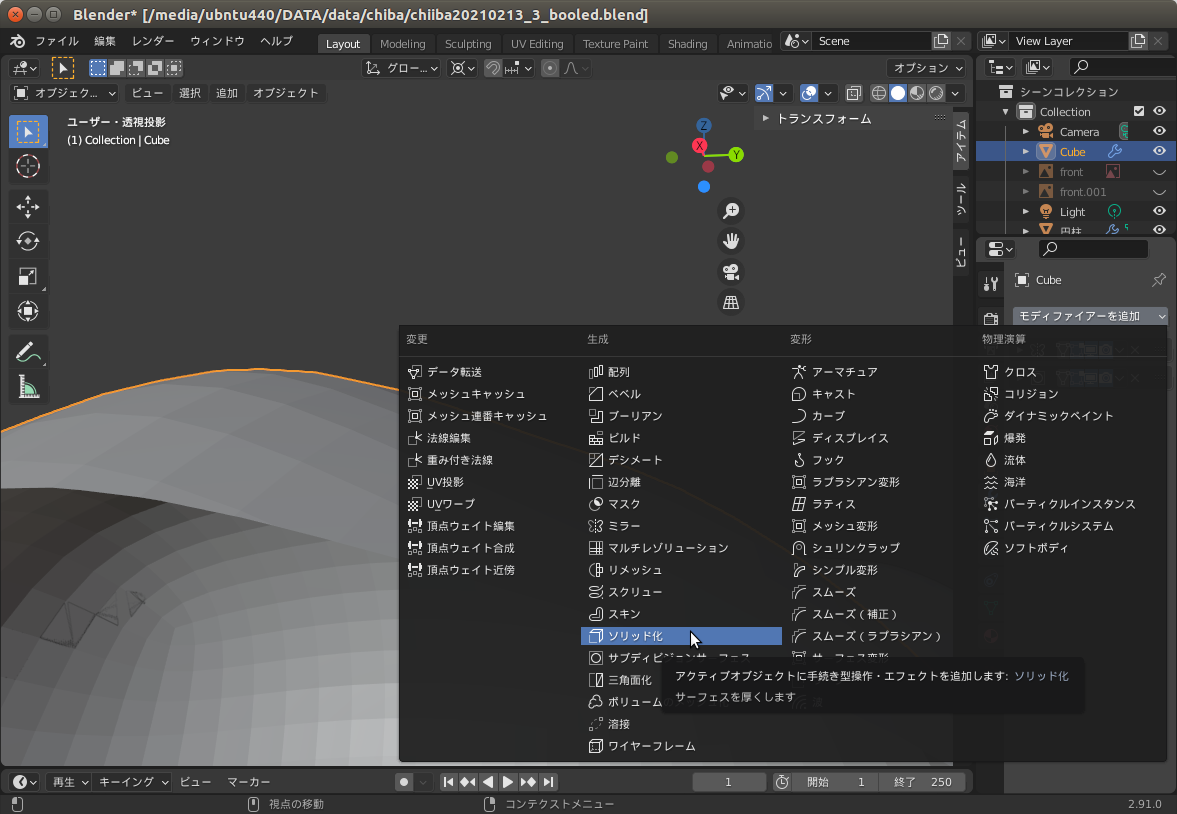 Blender* [/media/ubntu440/DATA/data/chiba/chiiba20210213_3_booled.blend]
ファイル 編集 レンダー ウィンドウ ヘルプ Layout Modeling Sculpting UV Editing Texture Paint Shading Animatio Scene View Layer
グロー... オプション
オブジェク... ビュー 選択 追加 オブジェクト
ユーザー・透視投影
(1) Collection | Cube
X
Y
Z
トランスフォーム
アイテム
ツール
ビュー
シーンコレクション
Collection
Camera
Cube
front
front.001
Light
円柱 5
Cube
モディファイアーを追加
変更
データ転送
メッシュキャッシュ
メッシュ連番キャッシュ
法線編集
重み付き法線
UV投影
UVワープ
頂点ウェイト編集
頂点ウェイト合成
頂点ウェイト近傍
生成
配列
ベベル
ブーリアン
ビルド
デシメート
辺分離
マスク
ミラー
マルチレゾリューション
リメッシュ
スクリュー
スキン
ソリッド化
サブディビジョンサーフェス
三角面化
ボリューム
溶接
ワイヤーフレーム
変形
アーマチュア
キャスト
カーブ
ディスプレイス
フック
ラプラシアン変形
ラティス
メッシュ変形
シュリンクラップ
シンプル変形
スムーズ
スムーズ（補正）
スムーズ（ラプラシアン）
サーフェス変形
物理演算
クロス
コリジョン
ダイナミックペイント
爆発
流体
海洋
パーティクルインスタンス
パーティクルシステム
ソフトボディ
アクティブオブジェクトに手続き型操作・エフェクトを追加します: ソリッド化
サーフェスを厚くします
再生 キーイング ビュー マーカー 1 開始 1 終了 250
視点の移動 コンテクストメニュー 2.91.0